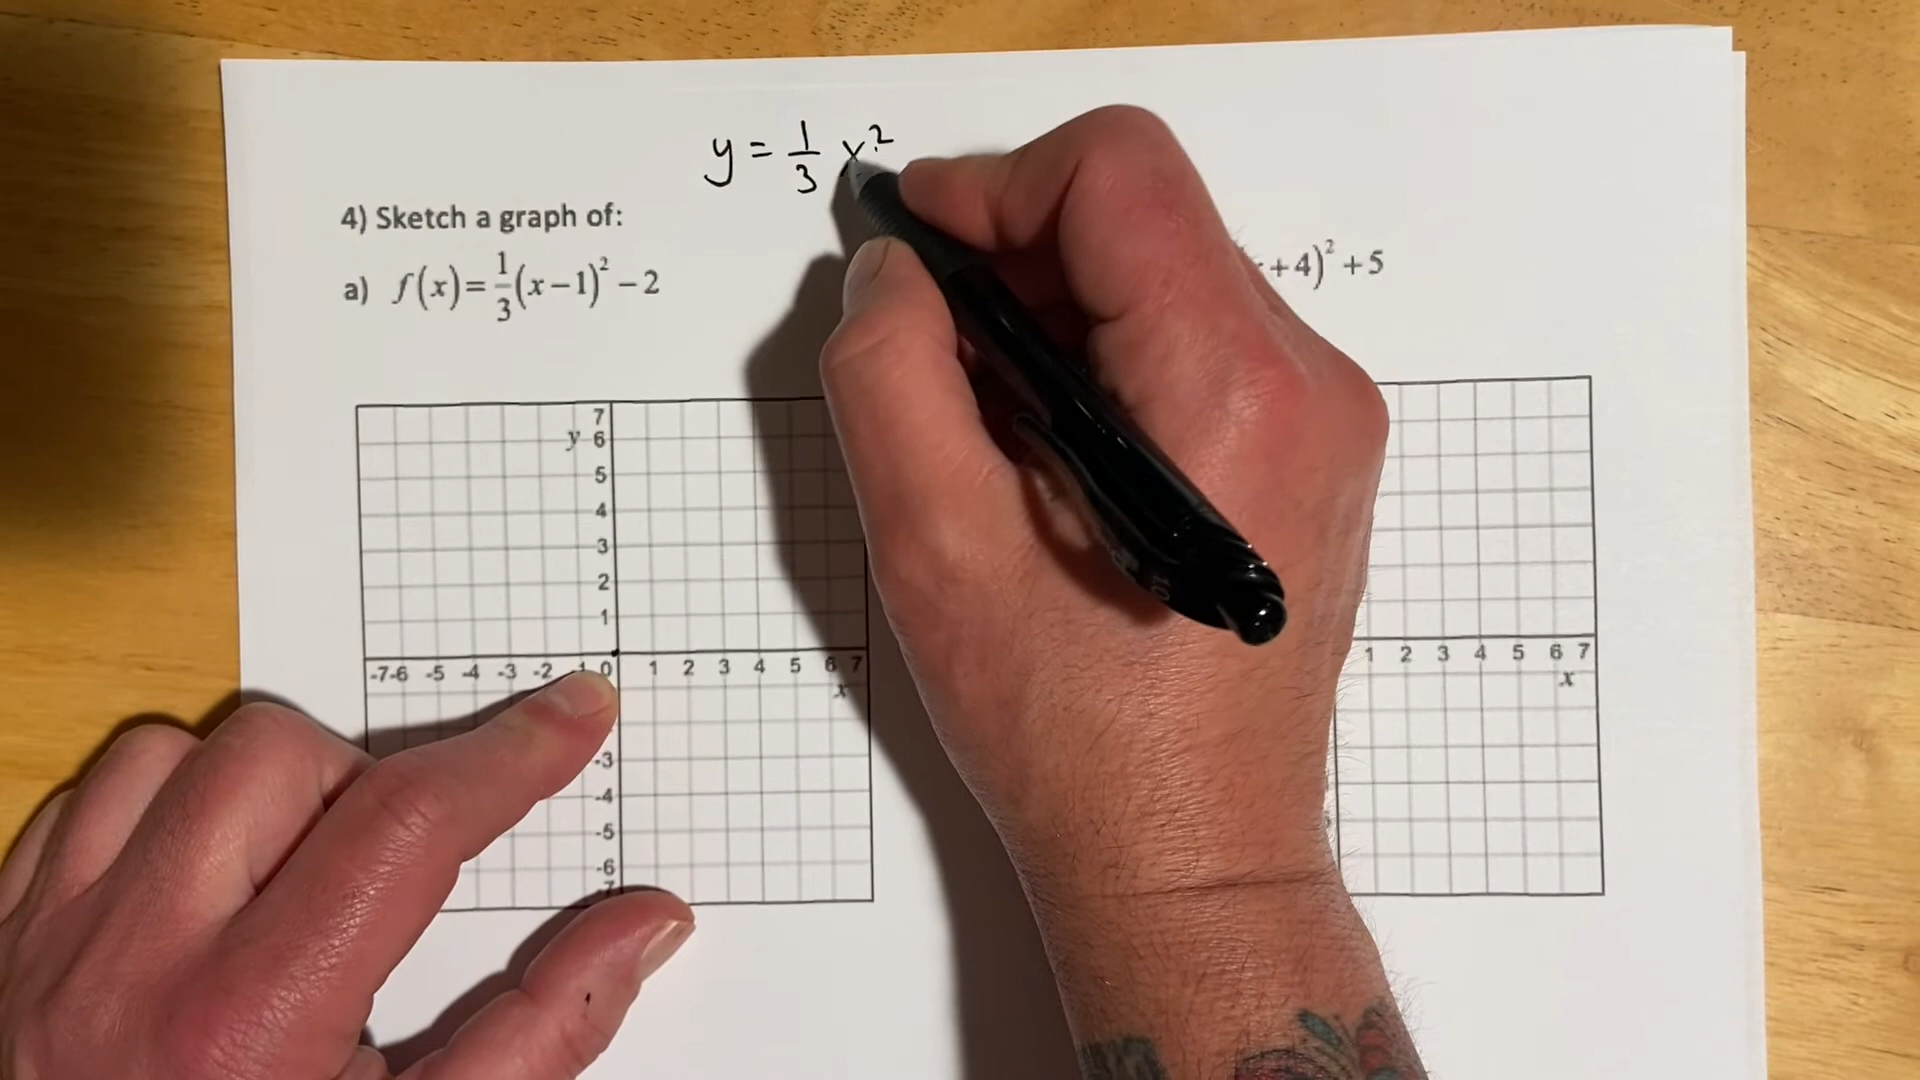 y = 1/3 x²
4) Sketch a graph of:
a) f(x)= 1/3 (x−1)² − 2
+4)² +5
7
y 6
5
4
3
2
1
-7 -6 -5 -4 -3 -2 -1 0 1 2 3 4 5 6 7
x
-3
-4
-5
-6
-7
1 2 3 4 5 6 7
x